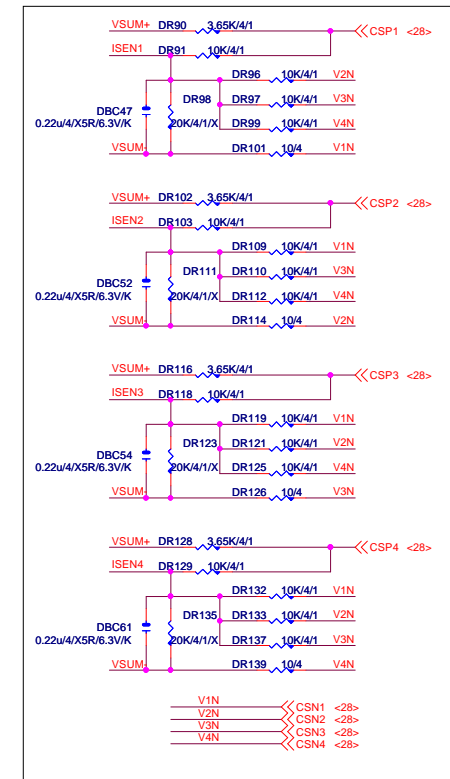 VSUM+ DR90 3.65K/4/1 CSP1 <28>
ISEN1 DR91 10K/4/1
DR96 10K/4/1 V2N
DBC47 DR98 DR97 10K/4/1 V3N
0.22u/4/X5R/6.3V/K 20K/4/1/X DR99 10K/4/1 V4N
VSUM- DR101 10/4 V1N
VSUM+ DR102 3.65K/4/1 CSP2 <28>
ISEN2 DR103 10K/4/1
DR109 10K/4/1 V1N
DBC52 DR111 DR110 10K/4/1 V3N
0.22u/4/X5R/6.3V/K 20K/4/1/X DR112 10K/4/1 V4N
VSUM- DR114 10/4 V2N
VSUM+ DR116 3.65K/4/1 CSP3 <28>
ISEN3 DR118 10K/4/1
DR119 10K/4/1 V1N
DBC54 DR123 DR121 10K/4/1 V2N
0.22u/4/X5R/6.3V/K 20K/4/1/X DR125 10K/4/1 V4N
VSUM- DR126 10/4 V3N
VSUM+ DR128 3.65K/4/1 CSP4 <28>
ISEN4 DR129 10K/4/1
DR132 10K/4/1 V1N
DBC61 DR135 DR133 10K/4/1 V2N
0.22u/4/X5R/6.3V/K 20K/4/1/X DR137 10K/4/1 V3N
VSUM- DR139 10/4 V4N
V1N CSN1 <28>
V2N CSN2 <28>
V3N CSN3 <28>
V4N CSN4 <28>